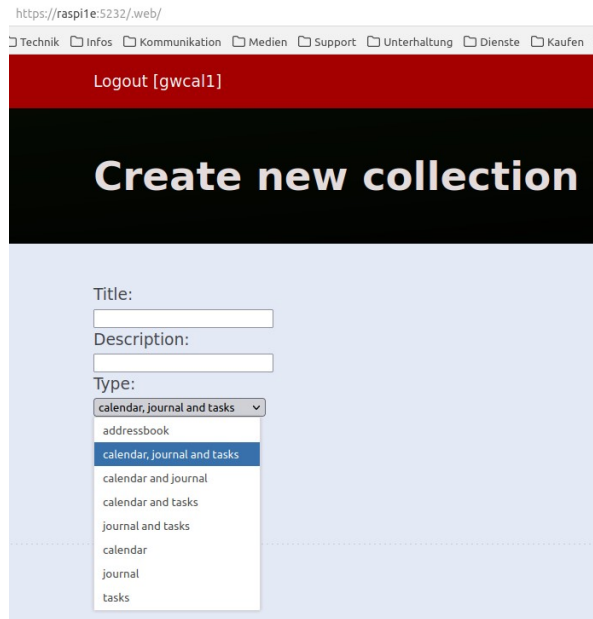 https://raspi1e:5232/.web/
Technik Infos Kommunikation Medien Support Unterhaltung Dienste Kaufen
Logout [gwcal1]
Create new collection
Title:
Description:
Type:
calendar, journal and tasks
addressbook
calendar, journal and tasks
calendar and journal
calendar and tasks
journal and tasks
calendar
journal
tasks